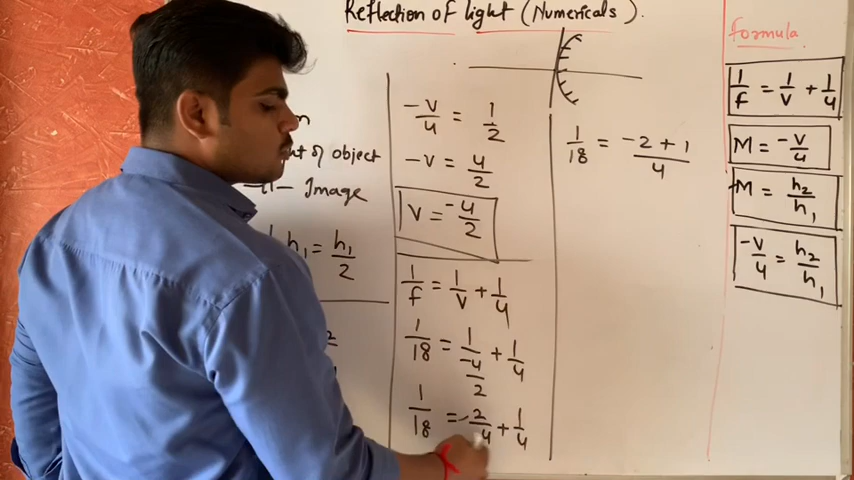 Reflection of light (Numericals).
of object
Image
h₁ = h₁/2
-v/u = 1/2
-v = u/2
v = -u/2
1/f = 1/v + 1/u
1/18 = 1/(-u/2) + 1/u
1/18 = -2/u + 1/u
1/18 = (-2 + 1)/u
Formula
1/f = 1/v + 1/u
M = -v/u
M = h₂/h₁
-v/u = h₂/h₁